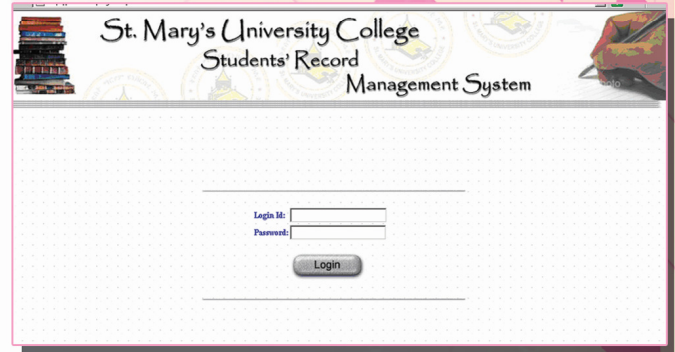 St. Mary's University College
Students' Record
Management System
Login Id:
Password:
Login